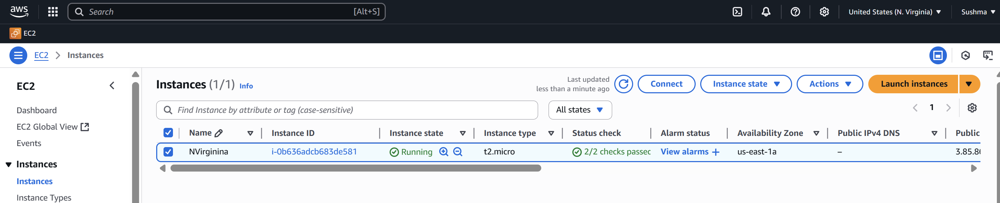 aws
Search [Alt+S]
United States (N. Virginia)
Sushma
EC2
EC2 Instances
EC2
Dashboard
EC2 Global View
Events
Instances
Instances
Instance Types
Instances (1/1) Info
Last updated
less than a minute ago
Connect
Instance state
Actions
Launch instances
Find Instance by attribute or tag (case-sensitive)
All states
1
Name Instance ID Instance state Instance type Status check Alarm status Availability Zone Public IPv4 DNS Public
NVirginina i-0b636adcb683de581 Running t2.micro 2/2 checks passed View alarms + us-east-1a – 3.85.8